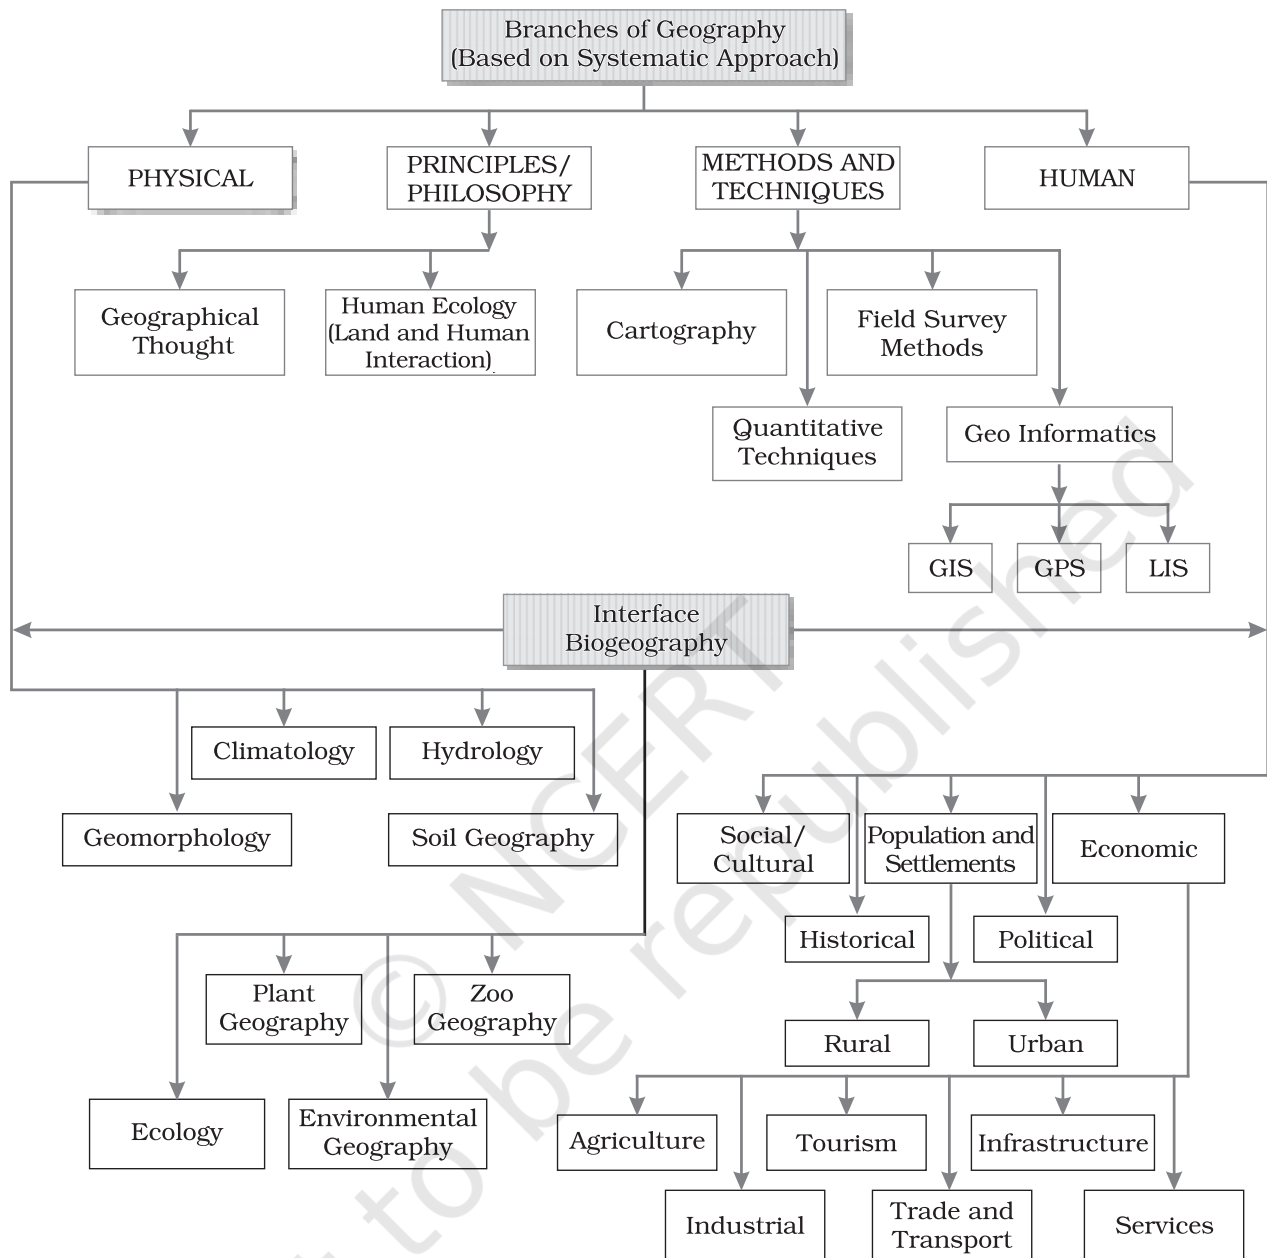 Branches of Geography
(Based on Systematic Approach)
PHYSICAL
PRINCIPLES/
PHILOSOPHY
METHODS AND
TECHNIQUES
HUMAN
Geographical
Thought
Human Ecology
(Land and Human
Interaction)
Cartography
Field Survey
Methods
Quantitative
Techniques
Geo Informatics
GIS
GPS
LIS
Interface
Biogeography
Climatology
Hydrology
Geomorphology
Soil Geography
Social/
Cultural
Population and
Settlements
Economic
Historical
Political
Plant
Geography
Zoo
Geography
Rural
Urban
Ecology
Environmental
Geography
Agriculture
Tourism
Infrastructure
Industrial
Trade and
Transport
Services
© NCERT
to be republished